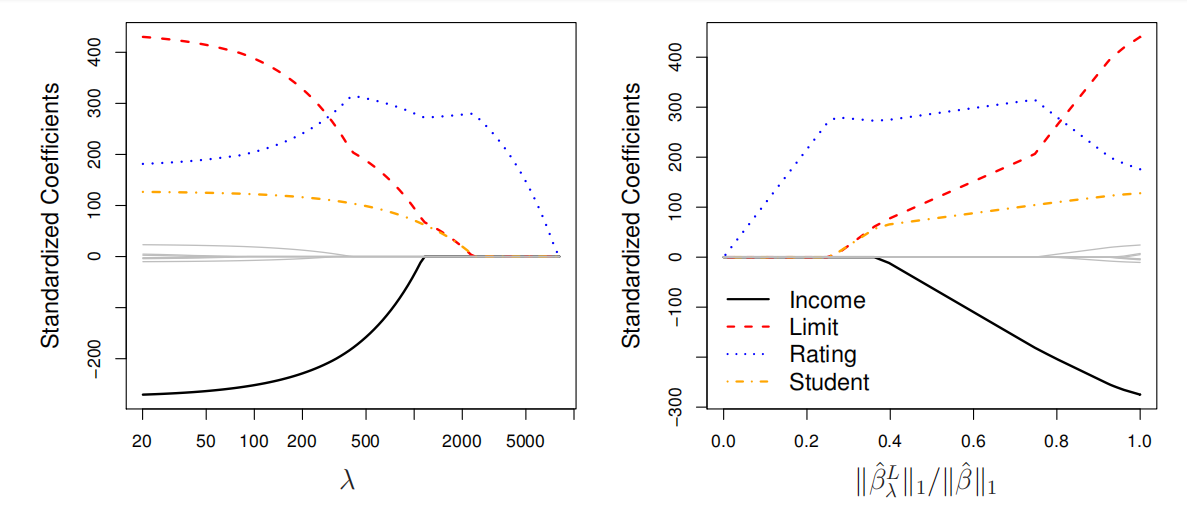 Standardized Coefficients
400
300
200
100
0
−200
20 50 100 200 500 2000 5000
λ
Standardized Coefficients
400
300
200
100
0
−100
−300
Income
Limit
Rating
Student
0.0 0.2 0.4 0.6 0.8 1.0
‖β̂λL‖1/‖β̂‖1